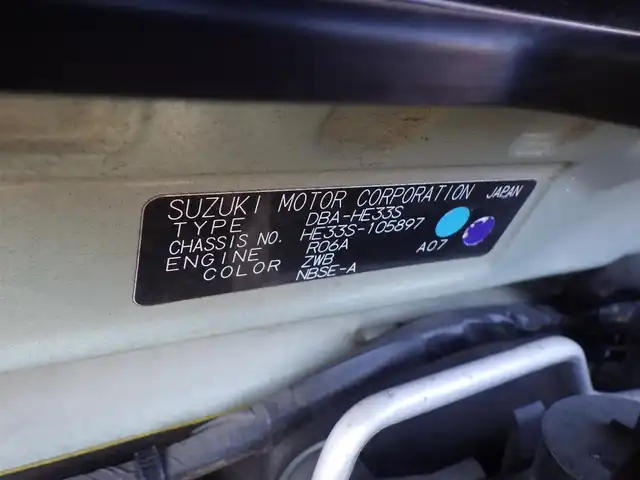 SUZUKI MOTOR CORPORATION JAPAN
TYPE DBA-HE33S
CHASSIS NO. HE33S-105897
ENGINE R06A A07
COLOR ZWB
NBSE-A